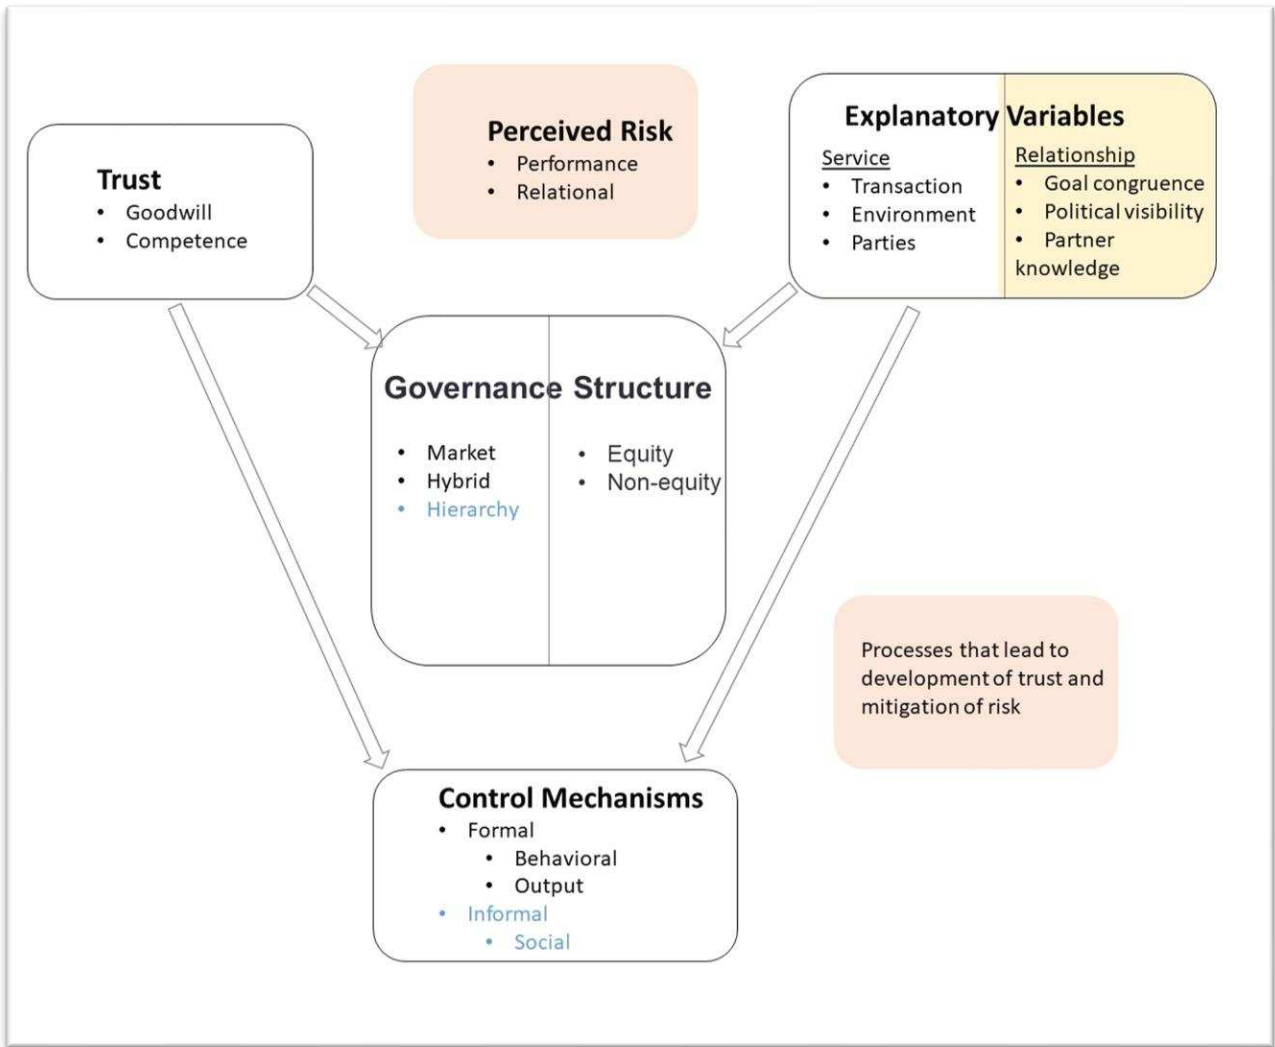 Trust
• Goodwill
• Competence
Perceived Risk
• Performance
• Relational
Explanatory Variables
Service
• Transaction
• Environment
• Parties
Relationship
• Goal congruence
• Political visibility
• Partner
knowledge
Governance Structure
• Market
• Hybrid
• Hierarchy
• Equity
• Non-equity
Processes that lead to
development of trust and
mitigation of risk
Control Mechanisms
• Formal
• Behavioral
• Output
• Informal
• Social